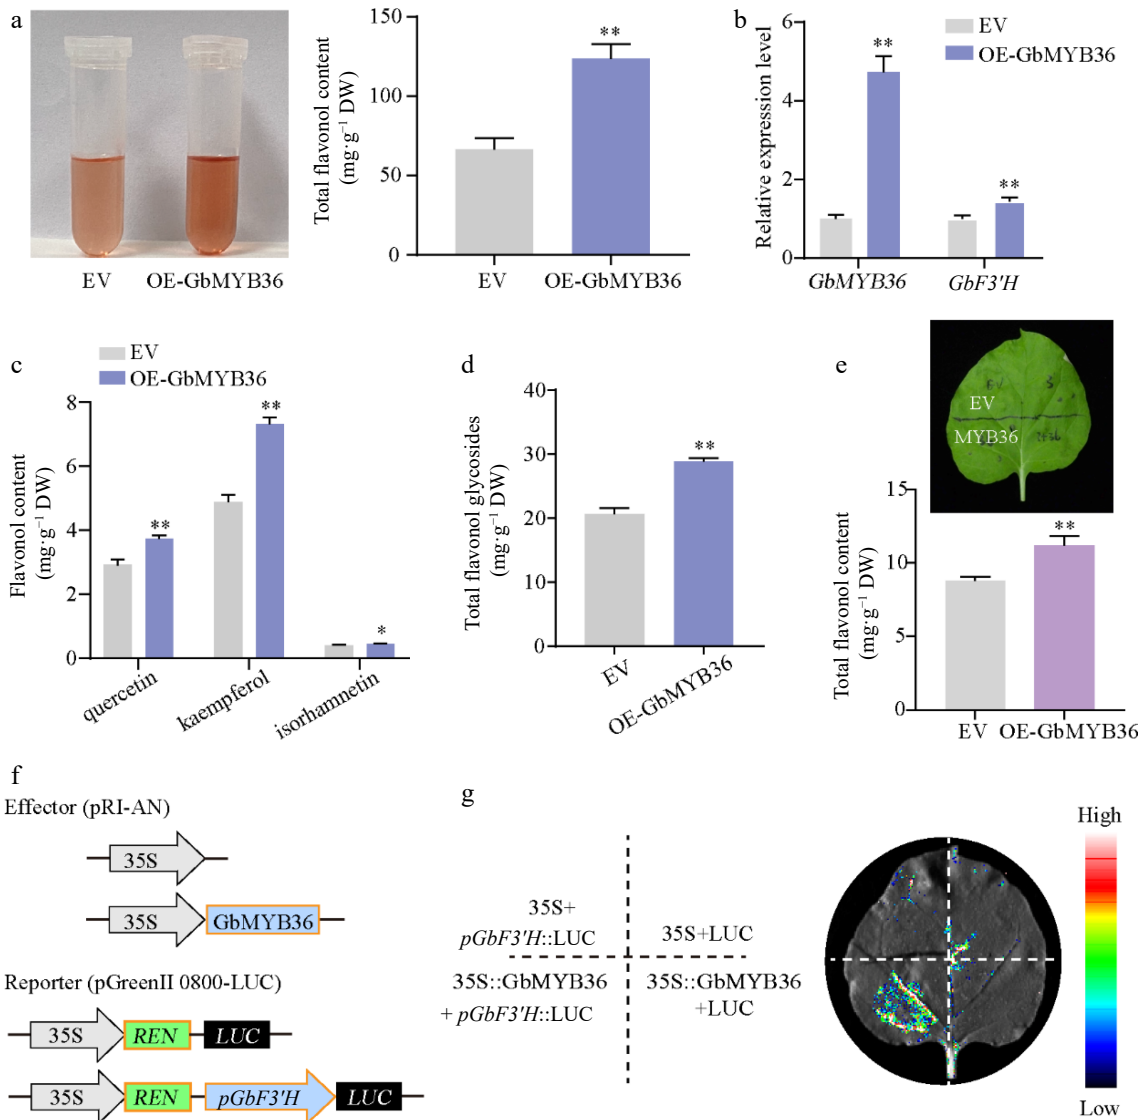 a
EV
OE-GbMYB36
Total flavonol content
(mg·g⁻¹ DW)
150
100
50
0
**
EV
OE-GbMYB36
b
EV
OE-GbMYB36
Relative expression level
6
4
2
0
**
**
GbMYB36
GbF3'H
c
EV
OE-GbMYB36
Flavonol content
(mg·g⁻¹ DW)
8
6
4
2
0
**
**
*
quercetin
kaempferol
isorhamnetin
d
Total flavonol glycosides
(mg·g⁻¹ DW)
40
30
20
10
0
**
EV
OE-GbMYB36
e
EV
EV
MYB36
Total flavonol content
(mg·g⁻¹ DW)
15
10
5
0
**
EV
OE-GbMYB36
f
Effector (pRI-AN)
35S
35S GbMYB36
Reporter (pGreenII 0800-LUC)
35S REN LUC
35S REN pGbF3'H LUC
g
35S+
pGbF3'H::LUC
35S+LUC
35S::GbMYB36
+ pGbF3'H::LUC
35S::GbMYB36
+LUC
High
Low